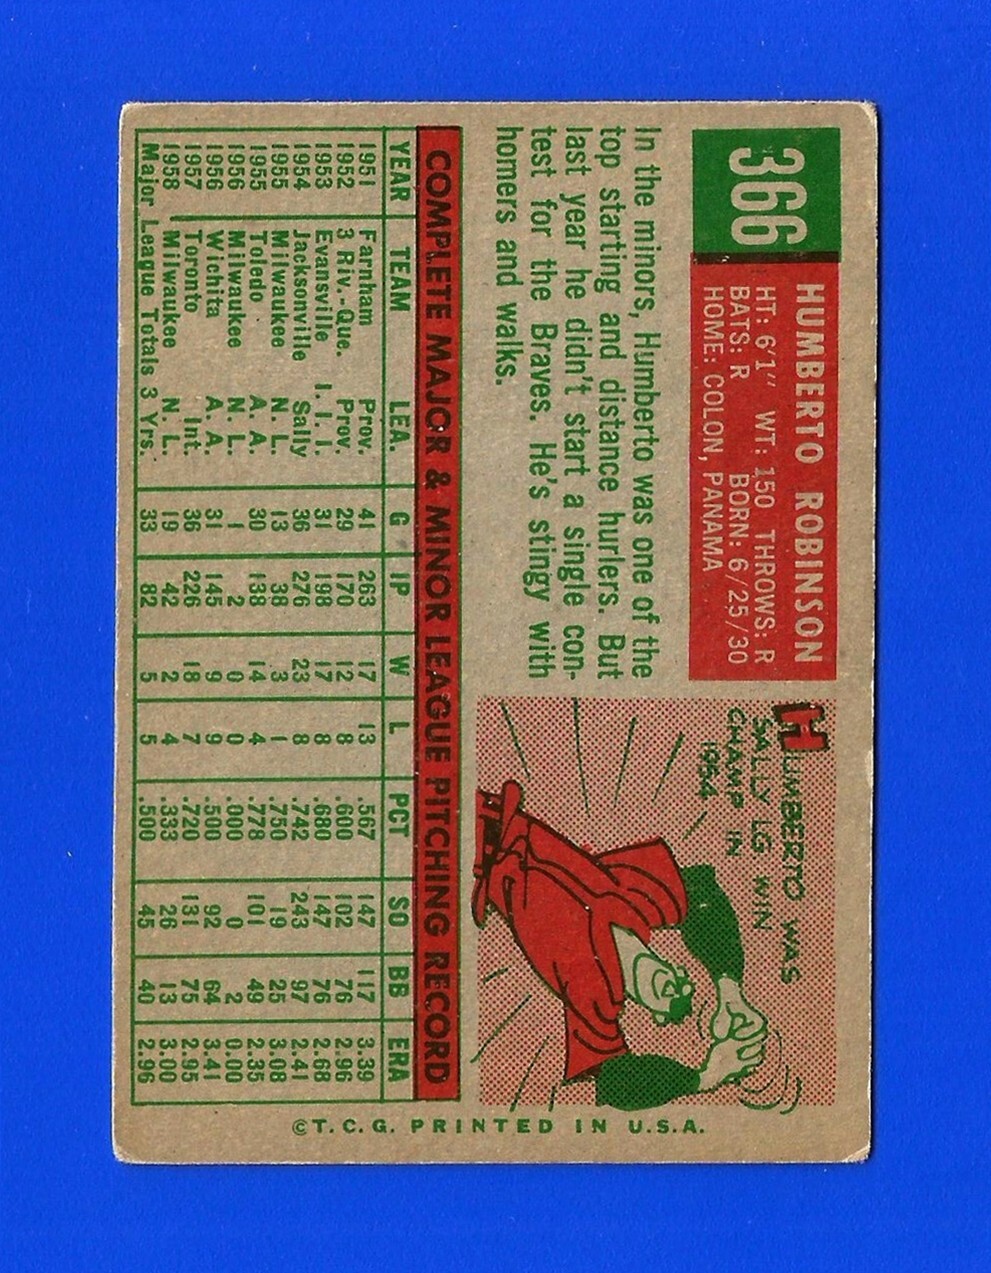 366
HUMBERTO ROBINSON
HT: 6'1" WT: 150 THROWS: R
BATS: R BORN: 6/25/30
HOME: COLON, PANAMA
In the minors, Humberto was one of the
top starting and distance hurlers. But
last year he didn't start a single con-
test for the Braves. He's stingy with
homers and walks.
HUMBERTO WAS
SALLY LG WIN
CHAMP IN
1954
COMPLETE MAJOR & MINOR LEAGUE PITCHING RECORD
YEAR TEAM LEA. G IP W L PCT SO BB ERA
1951 Farnham Prov. 41 263 17 13 .567 147 117 3.39
1952 3 Riv.-Que. Prov. 29 170 12 8 .600 102 76 2.96
1953 Evansville I. I. I. 31 198 17 8 .680 147 76 2.68
1954 Jacksonville Sally 36 276 23 8 .742 243 97 2.41
1955 Milwaukee N. L. 13 38 3 1 .750 19 25 3.08
1955 Toledo A. A. 30 138 14 4 .778 101 49 2.35
1956 Milwaukee N. L. 1 2 0 0 .000 0 2 0.00
1956 Wichita A. A. 31 145 9 9 .500 92 64 3.41
1957 Toronto Int. 36 226 18 7 .720 131 75 2.95
1958 Milwaukee N. L. 19 42 2 4 .333 26 13 3.00
Major League Totals 3 Yrs. 33 82 5 5 .500 45 40 2.96
©T. C. G. PRINTED IN U.S.A.